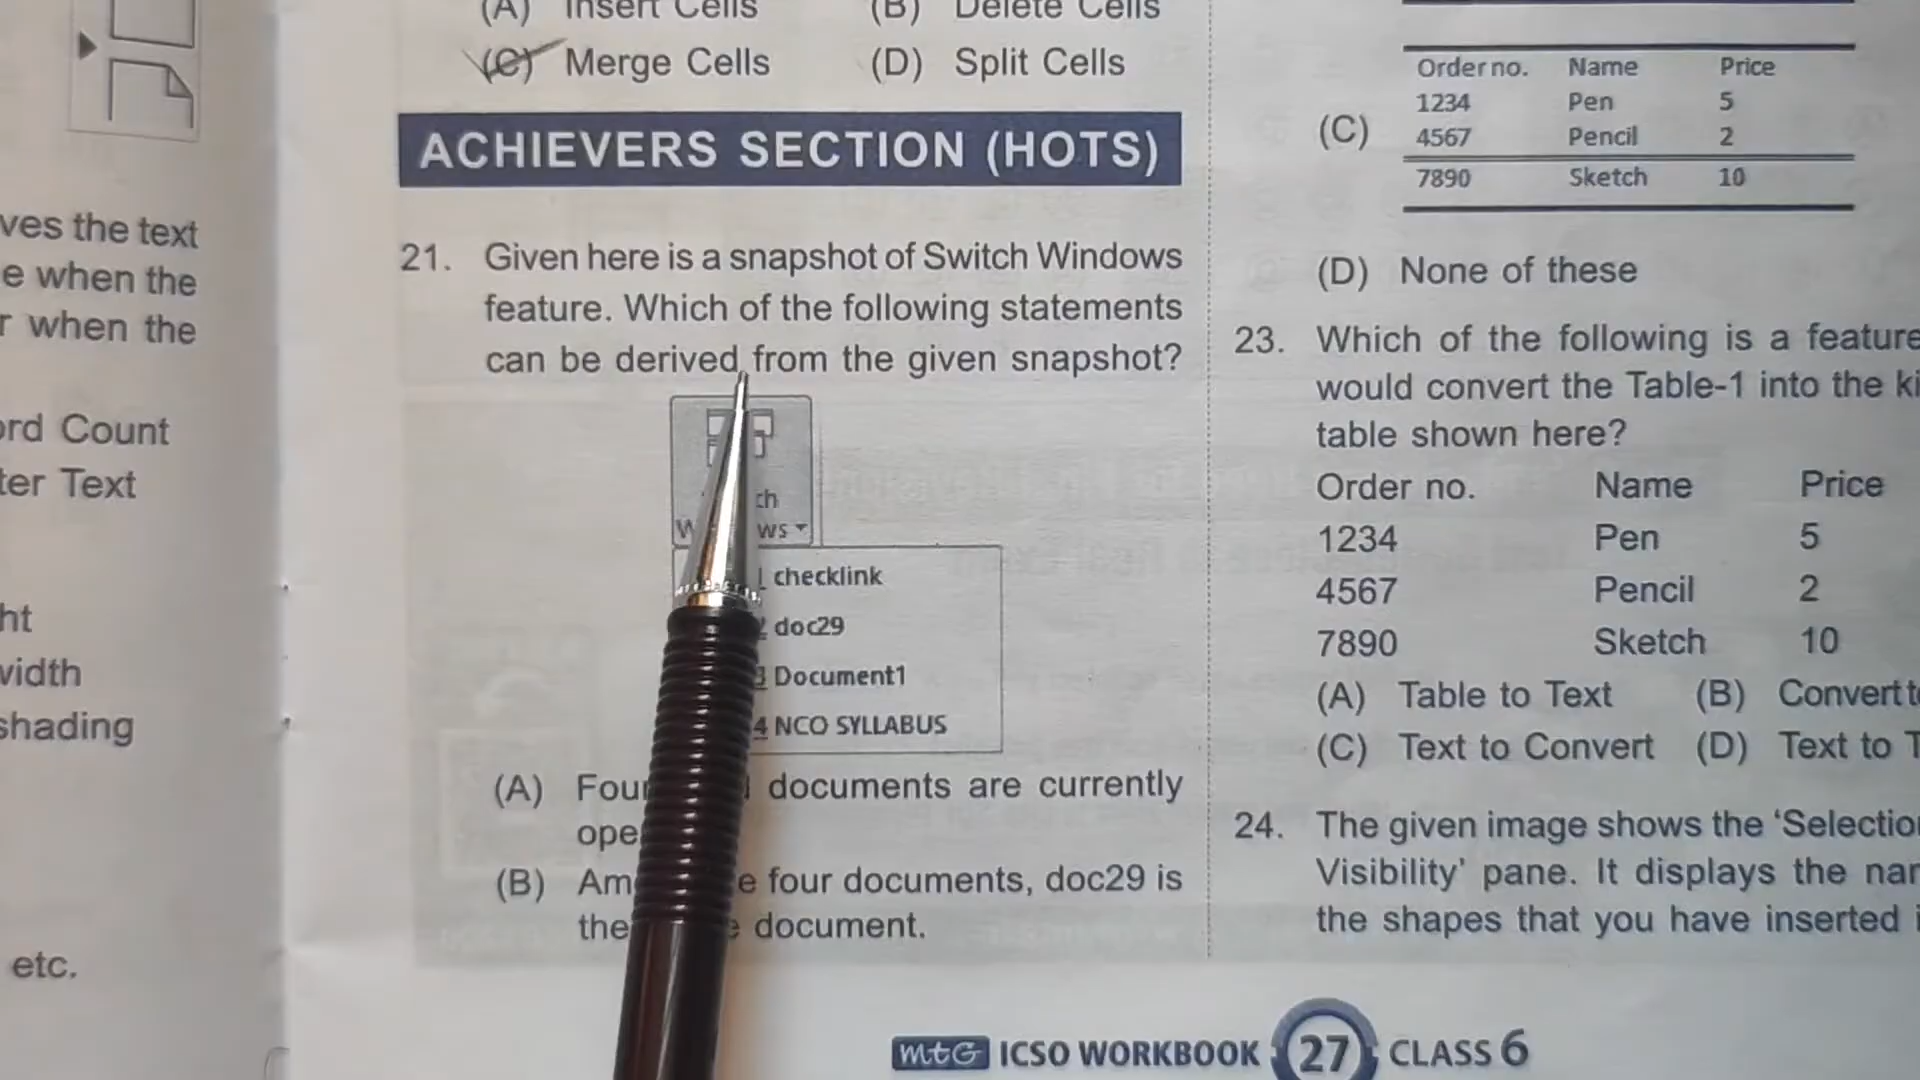 ves the text
e when the
r when the
ord Count
ter Text
ht
width
shading
etc.
(A) Insert Cells (B) Delete Cells
(C) Merge Cells (D) Split Cells
ACHIEVERS SECTION (HOTS)
21. Given here is a snapshot of Switch Windows
feature. Which of the following statements
can be derived from the given snapshot?
ch
W ws
1 checklink
doc29
3 Document1
4 NCO SYLLABUS
(A) Four documents are currently
ope
(B) Am e four documents, doc29 is
the e document.
Order no. Name Price
1234 Pen 5
(C) 4567 Pencil 2
7890 Sketch 10
(D) None of these
23. Which of the following is a feature
would convert the Table-1 into the ki
table shown here?
Order no. Name Price
1234 Pen 5
4567 Pencil 2
7890 Sketch 10
(A) Table to Text (B) Convert t
(C) Text to Convert (D) Text to T
24. The given image shows the ‘Selection
Visibility’ pane. It displays the nar
the shapes that you have inserted i
mtG ICSO WORKBOOK 27 CLASS 6